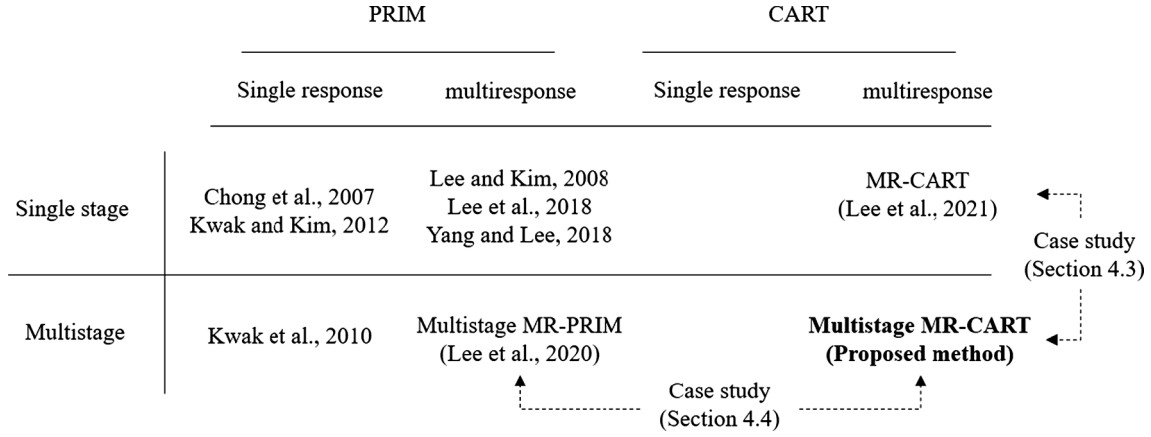 PRIM
CART
Single response
multiresponse
Single response
multiresponse
Single stage
Chong et al., 2007
Kwak and Kim, 2012
Lee and Kim, 2008
Lee et al., 2018
Yang and Lee, 2018
MR-CART
(Lee et al., 2021)
Case study
(Section 4.3)
Multistage
Kwak et al., 2010
Multistage MR-PRIM
(Lee et al., 2020)
Multistage MR-CART
(Proposed method)
Case study
(Section 4.4)